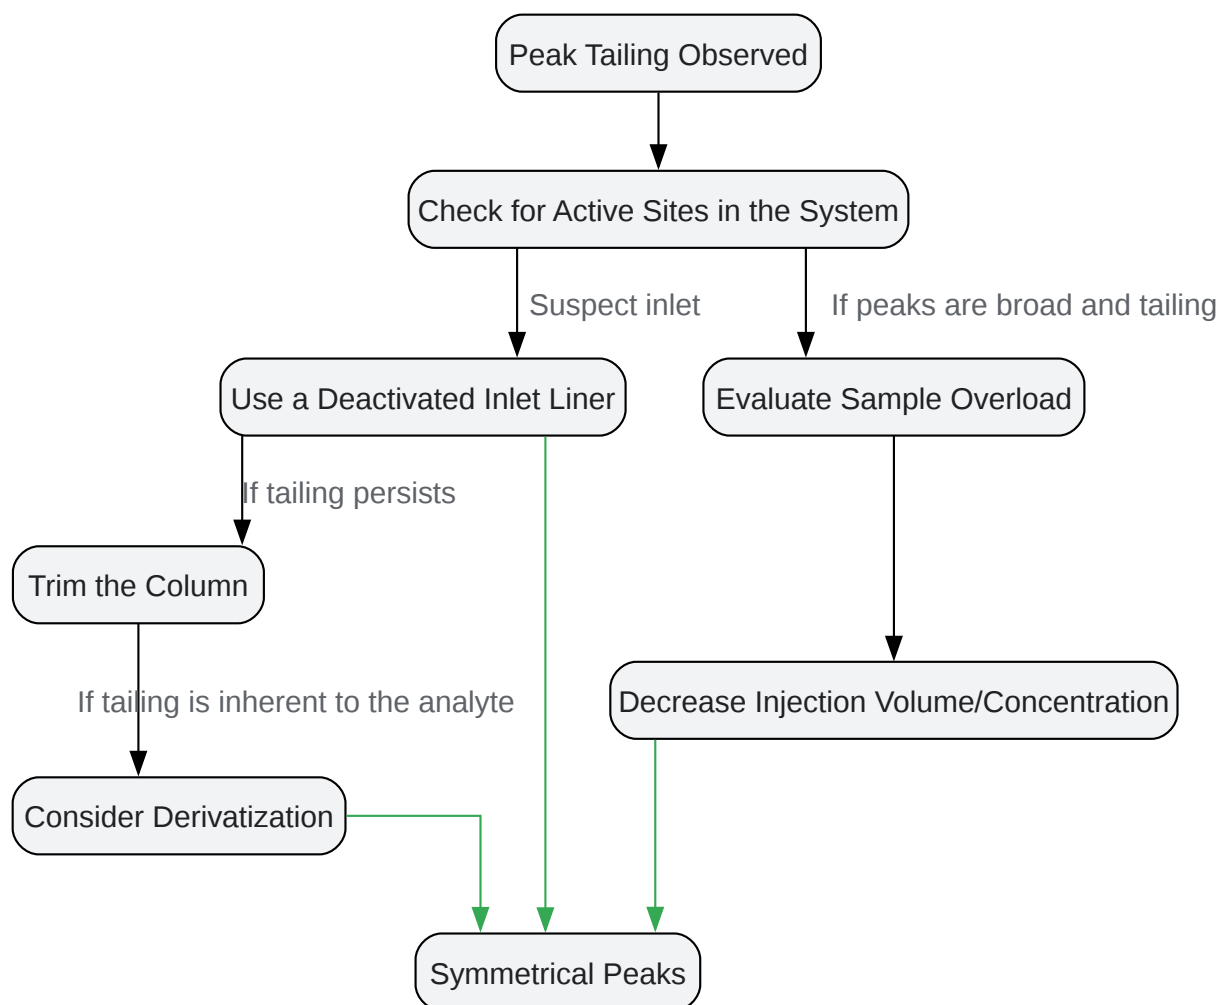 Peak Tailing Observed
Check for Active Sites in the System
Suspect inlet
If peaks are broad and tailing
Use a Deactivated Inlet Liner
Evaluate Sample Overload
If tailing persists
Trim the Column
If tailing is inherent to the analyte
Decrease Injection Volume/Concentration
Consider Derivatization
Symmetrical Peaks